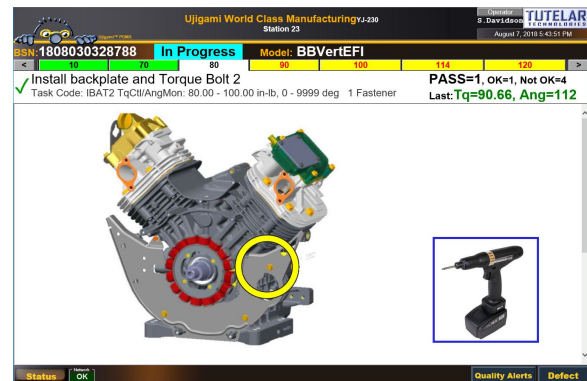 Ujigami World Class Manufacturing YJ-230
Station 23
Operator
S.Davidson
TUTELAR
TECHNOLOGIES
August 7, 2018 5:43:51 PM
BSN: 1808030328788 In Progress Model: BBVertEFI
< 10 70 80 90 100 114 120 >
Install backplate and Torque Bolt 2
Task Code: IBAT2 TqCtl/AngMon: 80.00 - 100.00 in-lb, 0 - 9999 deg 1 Fastener
PASS=1, OK=1, Not OK=4
Last: Tq=90.66, Ang=112
Status
Network
OK
Quality Alerts
Defect